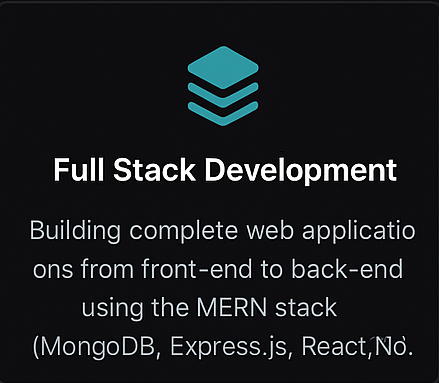 Full Stack Development
Building complete web applicatio
ons from front-end to back-end
using the MERN stack
(MongoDB, Express.js, React,No.